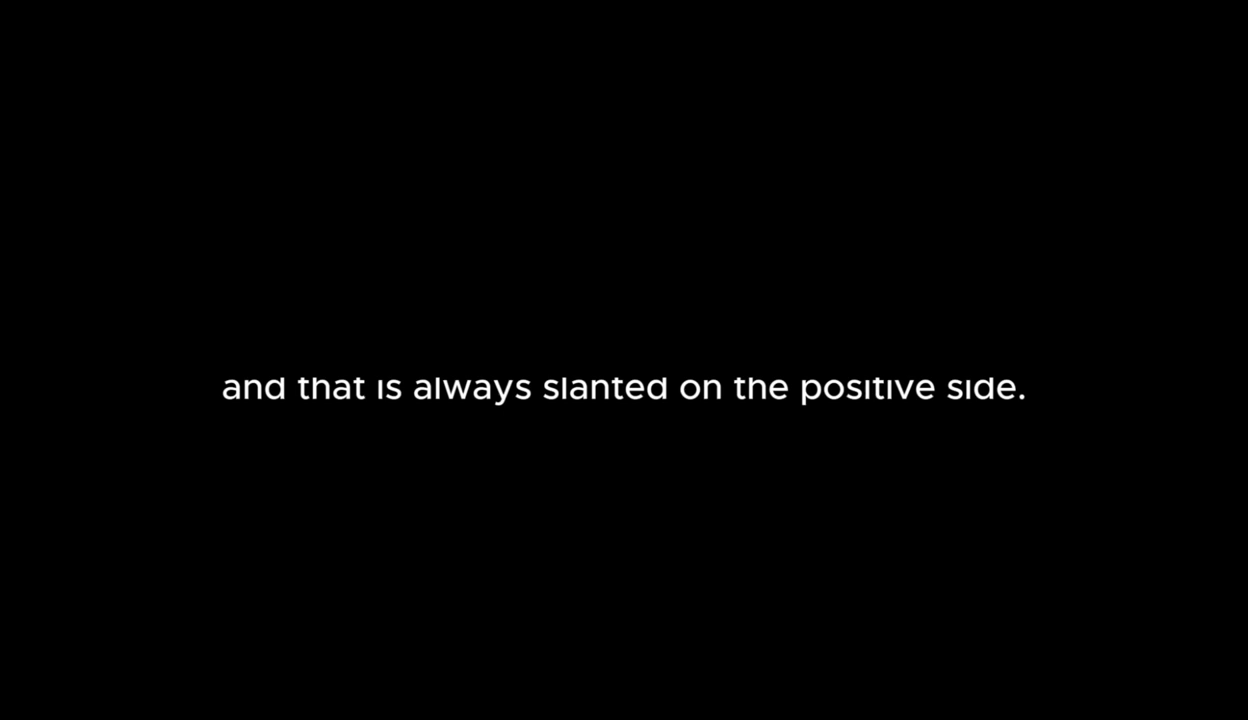 and that is always slanted on the positive side.